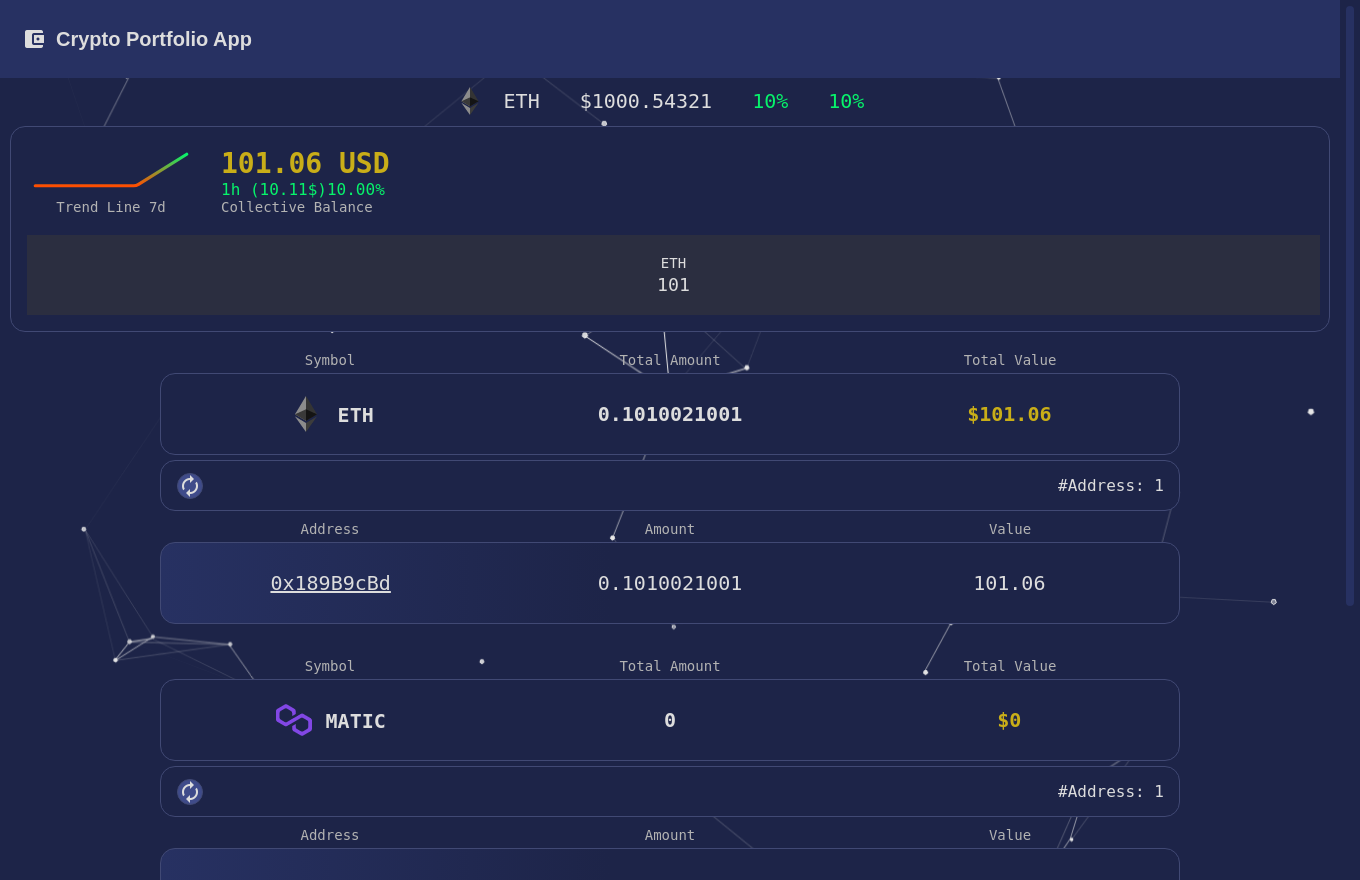 Crypto Portfolio App
ETH $1000.54321 10% 10%
101.06 USD
1h (10.11$)10.00%
Trend Line 7d
Collective Balance
ETH
101
Symbol Total Amount Total Value
ETH 0.1010021001 $101.06
#Address: 1
Address Amount Value
0x189B9cBd 0.1010021001 101.06
Symbol Total Amount Total Value
MATIC 0 $0
#Address: 1
Address Amount Value